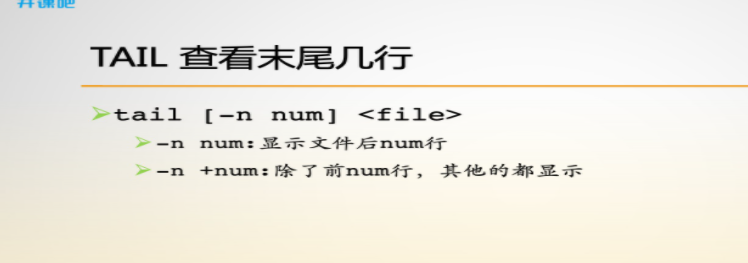 开课吧
TAIL 查看末尾几行
tail [-n num] <file>
-n num:显示文件后num行
-n +num:除了前num行，其他的都显示